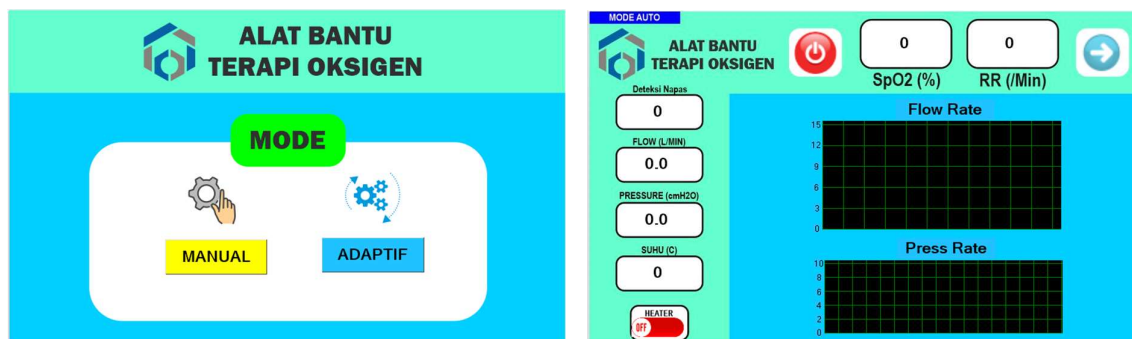 ALAT BANTU
TERAPI OKSIGEN
MODE
MANUAL
ADAPTIF
MODE AUTO
ALAT BANTU
TERAPI OKSIGEN
0
0
SpO2 (%)
RR (/Min)
Deteksi Napas
0
FLOW (L/MIN)
0.0
PRESSURE (cmH2O)
0.0
SUHU (C)
0
HEATER
OFF
Flow Rate
15
12
9
6
3
0
Press Rate
10
8
6
4
2
0